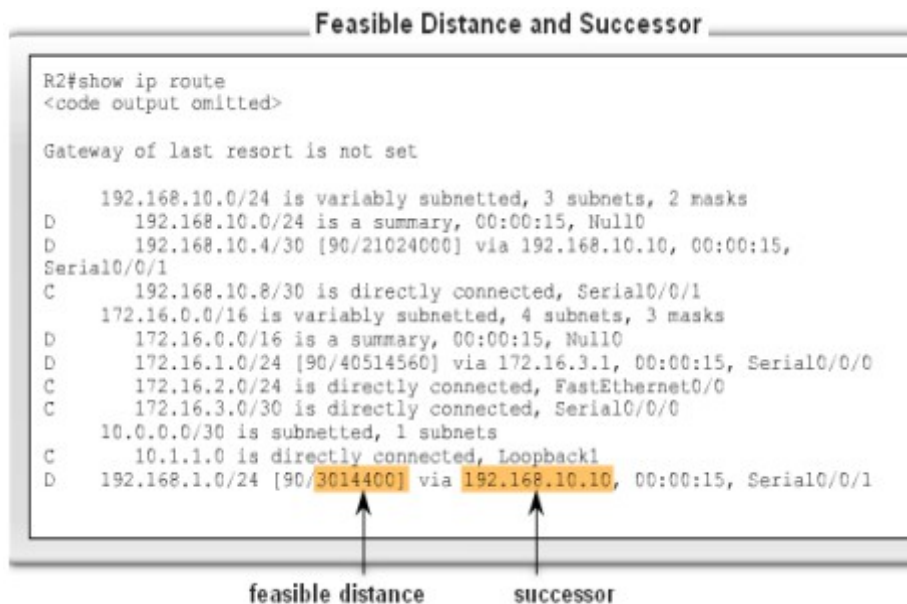 Feasible Distance and Successor
R2#show ip route
<code output omitted>
Gateway of last resort is not set
192.168.10.0/24 is variably subnetted, 3 subnets, 2 masks
D 192.168.10.0/24 is a summary, 00:00:15, Null0
D 192.168.10.4/30 [90/21024000] via 192.168.10.10, 00:00:15,
Serial0/0/1
C 192.168.10.8/30 is directly connected, Serial0/0/1
172.16.0.0/16 is variably subnetted, 4 subnets, 3 masks
D 172.16.0.0/16 is a summary, 00:00:15, Null0
D 172.16.1.0/24 [90/40514560] via 172.16.3.1, 00:00:15, Serial0/0/0
C 172.16.2.0/24 is directly connected, FastEthernet0/0
C 172.16.3.0/30 is directly connected, Serial0/0/0
10.0.0.0/30 is subnetted, 1 subnets
C 10.1.1.0 is directly connected, Loopback1
D 192.168.1.0/24 [90/3014400] via 192.168.10.10, 00:00:15, Serial0/0/1
feasible distance successor